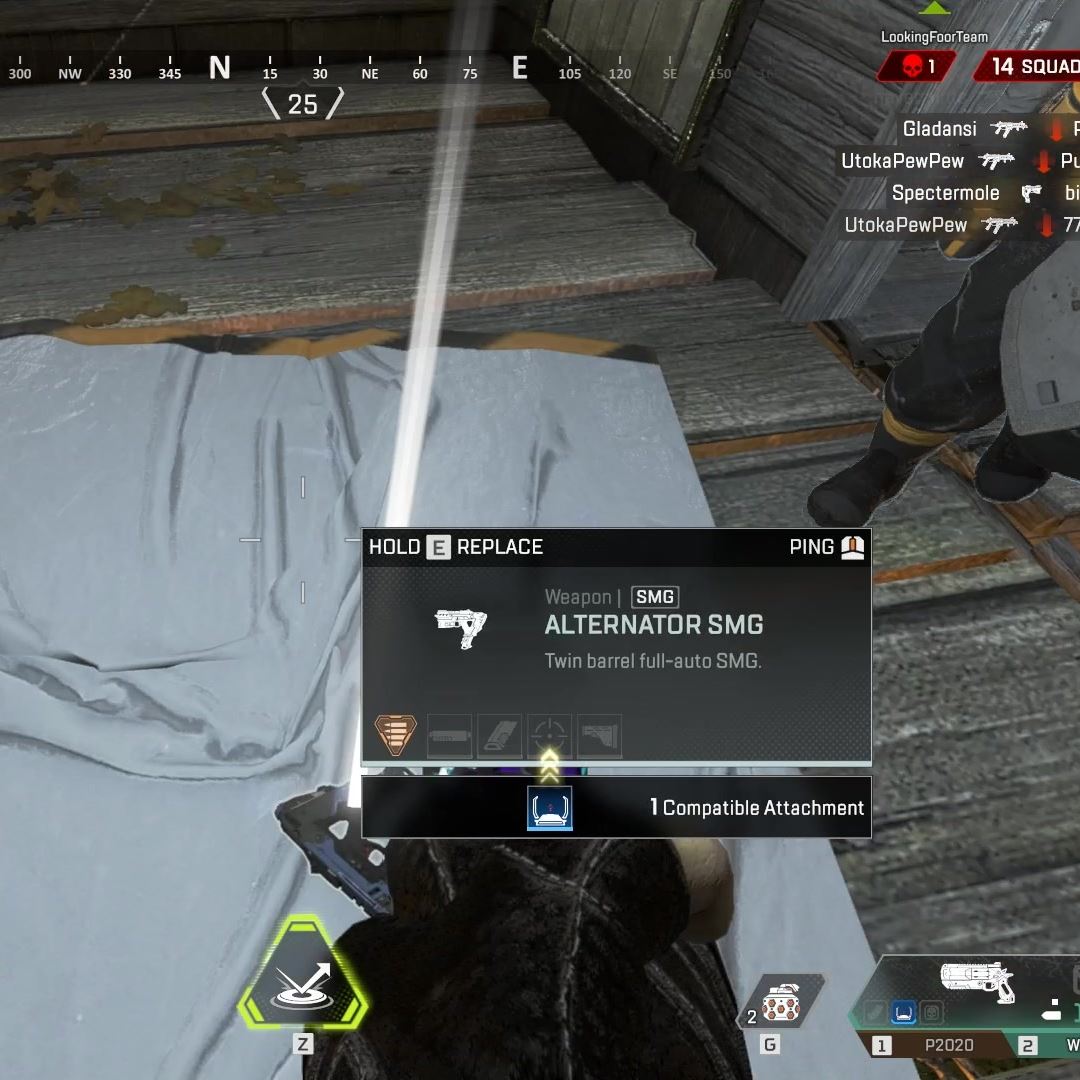 LookingFoorTeam
300 NW 330 345 N 15 30 NE 60 75 E 105 120 SE 150
1 14 SQUAD
25
Gladansi
UtokaPewPew Pu
Spectermole bi
UtokaPewPew 77
HOLD E REPLACE PING
Weapon | SMG
ALTERNATOR SMG
Twin barrel full-auto SMG.
1 Compatible Attachment
2
Z G 1 P2020 2 W